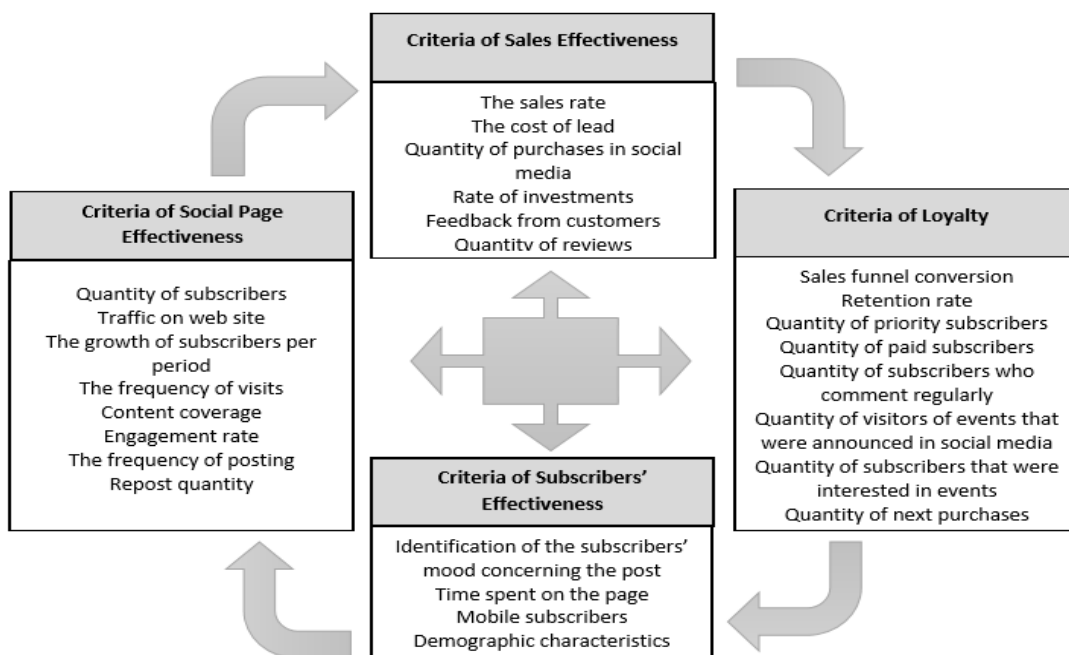 Criteria of Sales Effectiveness
The sales rate
The cost of lead
Quantity of purchases in social
media
Rate of investments
Feedback from customers
Quantity of reviews
Criteria of Social Page
Effectiveness
Quantity of subscribers
Traffic on web site
The growth of subscribers per
period
The frequency of visits
Content coverage
Engagement rate
The frequency of posting
Repost quantity
Criteria of Loyalty
Sales funnel conversion
Retention rate
Quantity of priority subscribers
Quantity of paid subscribers
Quantity of subscribers who
comment regularly
Quantity of visitors of events that
were announced in social media
Quantity of subscribers that were
interested in events
Quantity of next purchases
Criteria of Subscribers’
Effectiveness
Identification of the subscribers’
mood concerning the post
Time spent on the page
Mobile subscribers
Demographic characteristics